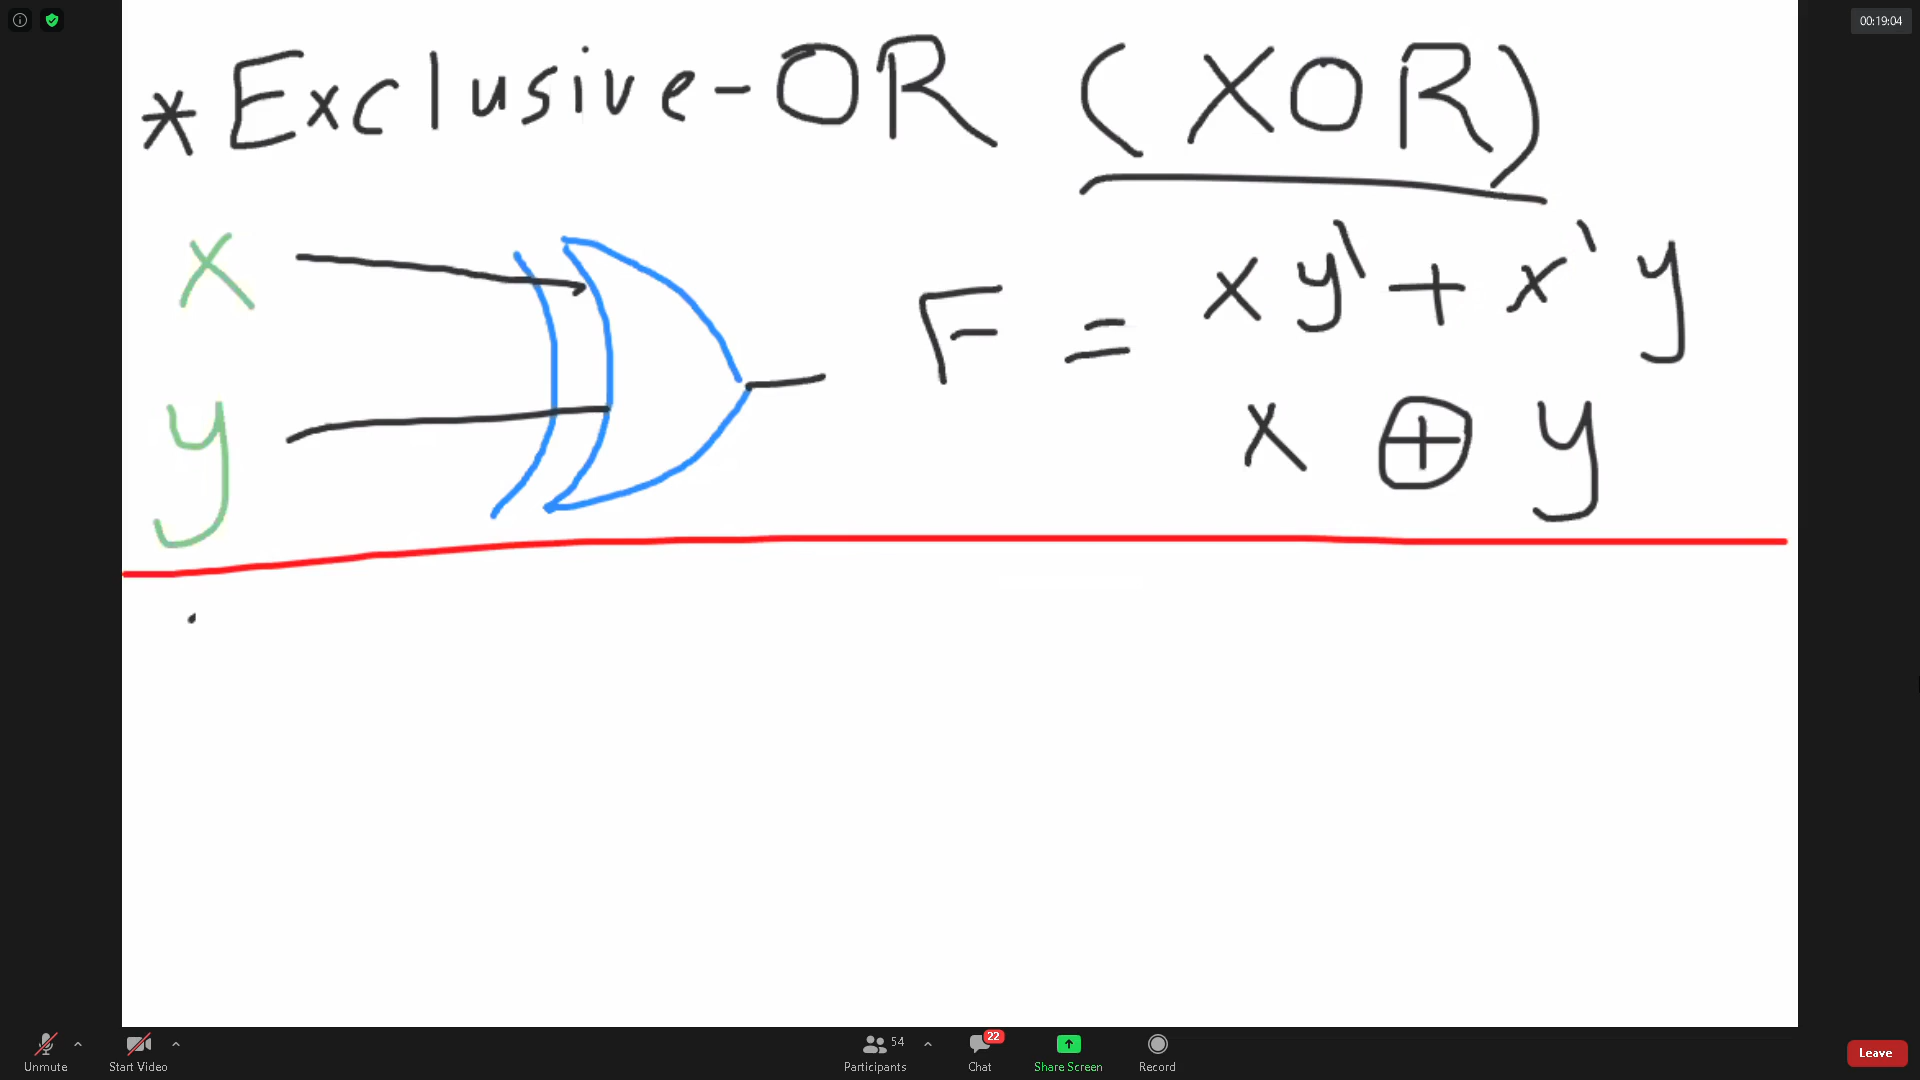 00:19:04
*Exclusive-OR (XOR)
x
y
F = xy' + x'y
x ⊕ y
Unmute
Start Video
54
Participants
22
Chat
Share Screen
Record
Leave